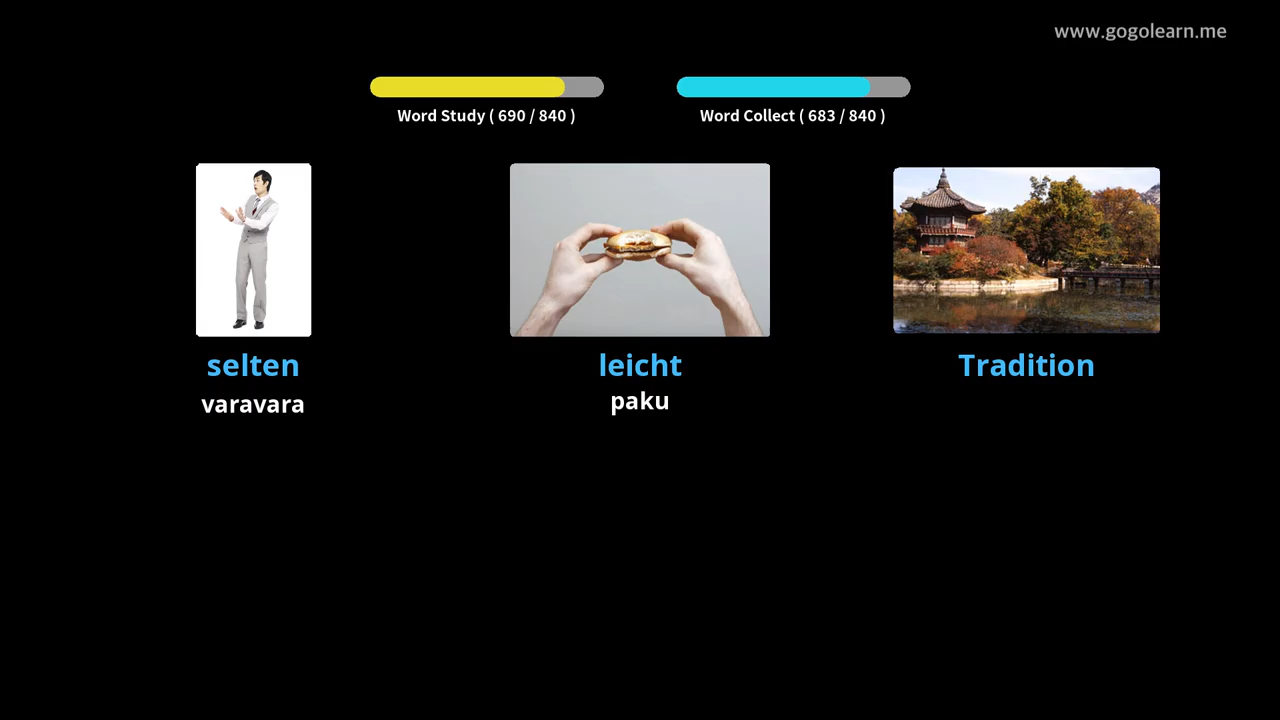 www.gogolearn.me
Word Study ( 690 / 840 )
Word Collect ( 683 / 840 )
selten
leicht
Tradition
varavara
paku